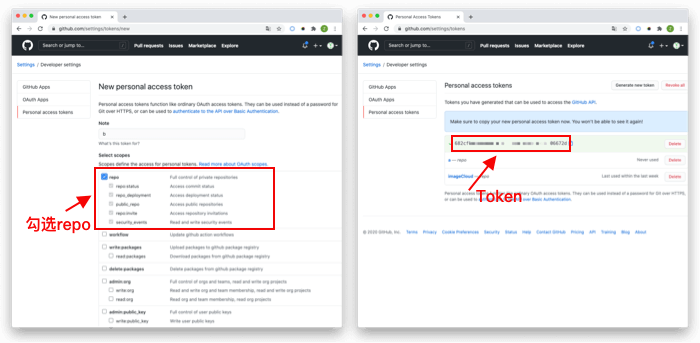 New personal access token
github.com/settings/tokens/new
Search or jump to...
Pull requests Issues Marketplace Explore
Settings / Developer settings
GitHub Apps
OAuth Apps
Personal access tokens
New personal access token
Personal access tokens function like ordinary OAuth access tokens. They can be used instead of a password for
Git over HTTPS, or can be used to authenticate to the API over Basic Authentication.
Note
b
What's this token for?
Select scopes
Scopes define the access for personal tokens. Read more about OAuth scopes.
repo Full control of private repositories
repo:status Access commit status
repo_deployment Access deployment status
public_repo Access public repositories
repo:invite Access repository invitations
security_events Read and write security events
勾选repo
workflow Update github action workflows
write:packages Upload packages to github package registry
read:packages Download packages from github package registry
delete:packages Delete packages from github package registry
admin:org Full control of orgs and teams, read and write org projects
write:org Read and write org and team membership, read and write org projects
read:org Read org and team membership, read org projects
admin:public_key Full control of user public keys
write:public_key Write user public keys
Personal Access Tokens
github.com/settings/tokens
Search or jump to...
Pull requests Issues Marketplace Explore
Settings / Developer settings
GitHub Apps
OAuth Apps
Personal access tokens
Personal access tokens
Generate new token
Revoke all
Tokens you have generated that can be used to access the GitHub API.
Make sure to copy your new personal access token now. You won't be able to see it again!
Delete
a — repo Never used Delete
ImageCloud — repo Last used within the last week Delete
Token
Personal access tokens function like ordinary OAuth access tokens. They can be used instead of a password for Git over HTTPS,
or can be used to authenticate to the API over Basic Authentication.
© 2020 GitHub, Inc. Terms Privacy Cookie Preferences Security Status Help Contact GitHub Pricing API Training Blog About